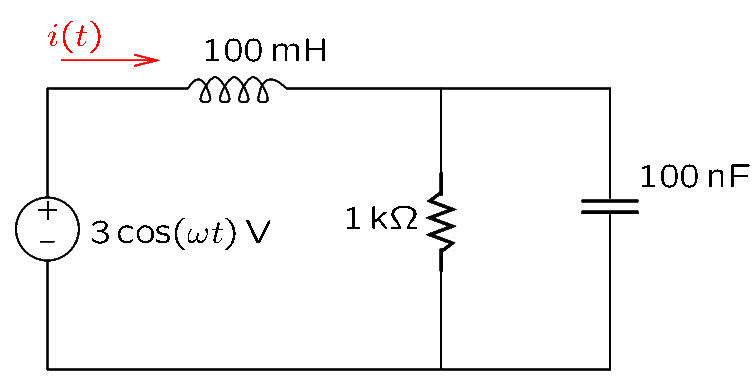 i(t)
100 mH
100 nF
1 kΩ
+
−
3 cos(ωt) V